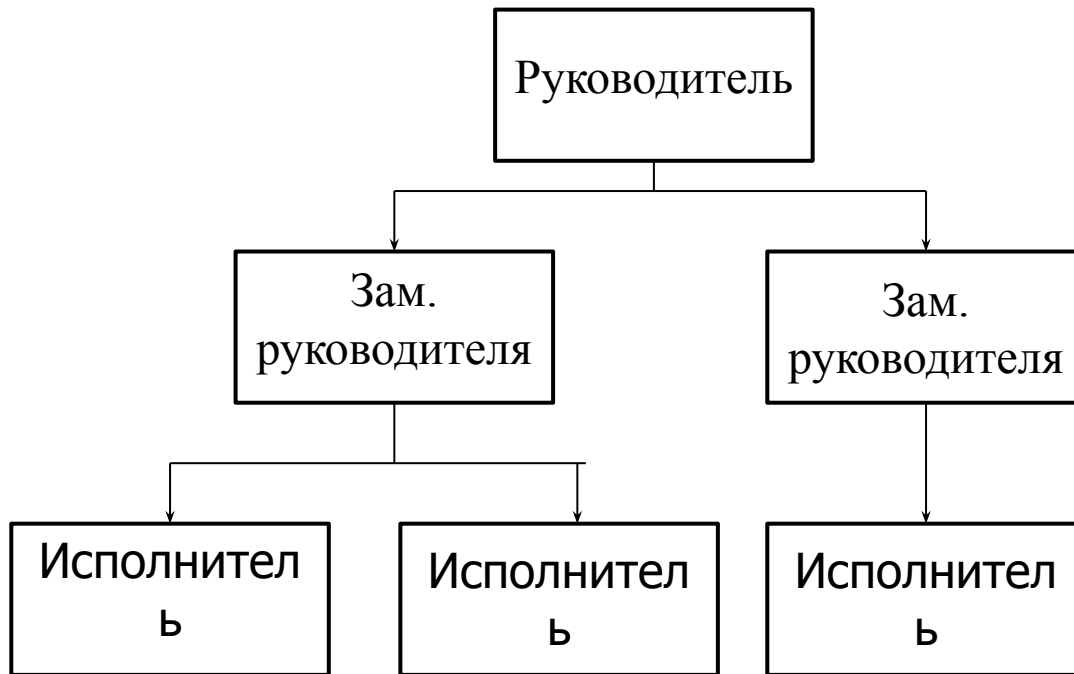 Руководитель
Зам.
руководителя
Зам.
руководителя
Исполнител
ь
Исполнител
ь
Исполнител
ь